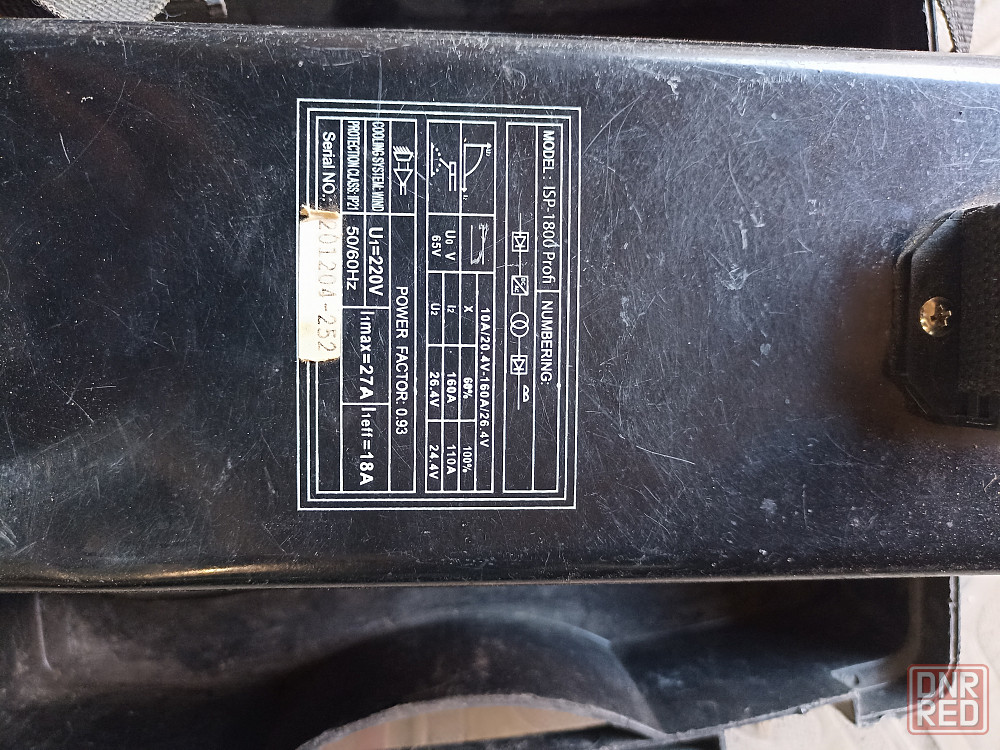 MODEL : ISP-1800 Profi NUMBERING:
10A/20.4V-160A/26.4V
X 60% 100%
U₀ V I₂ 160A 110A
65V U₂ 26.4V 24.4V
POWER FACTOR: 0.93
COOLING SYSTEM: WIND U₁=220V I₁max=27A I₁eff=18A
PROTECTION CLASS: IP21 50/60Hz
Serial NO.: 201204-252
DNR
RED